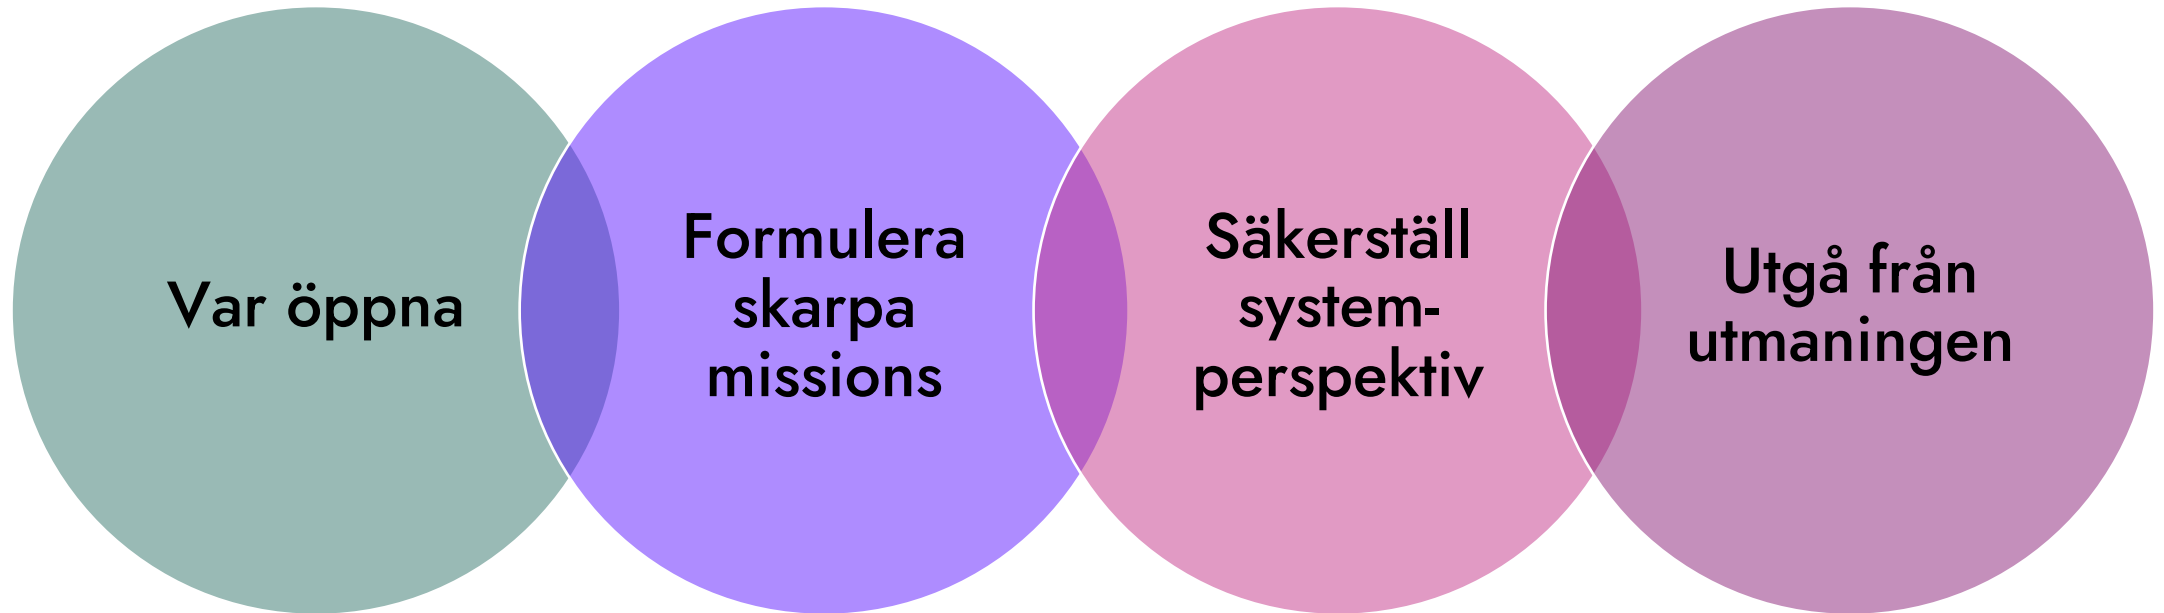 Var öppna
Formulera
skarpa
missions
Säkerställ
system-
perspektiv
Utgå från
utmaningen